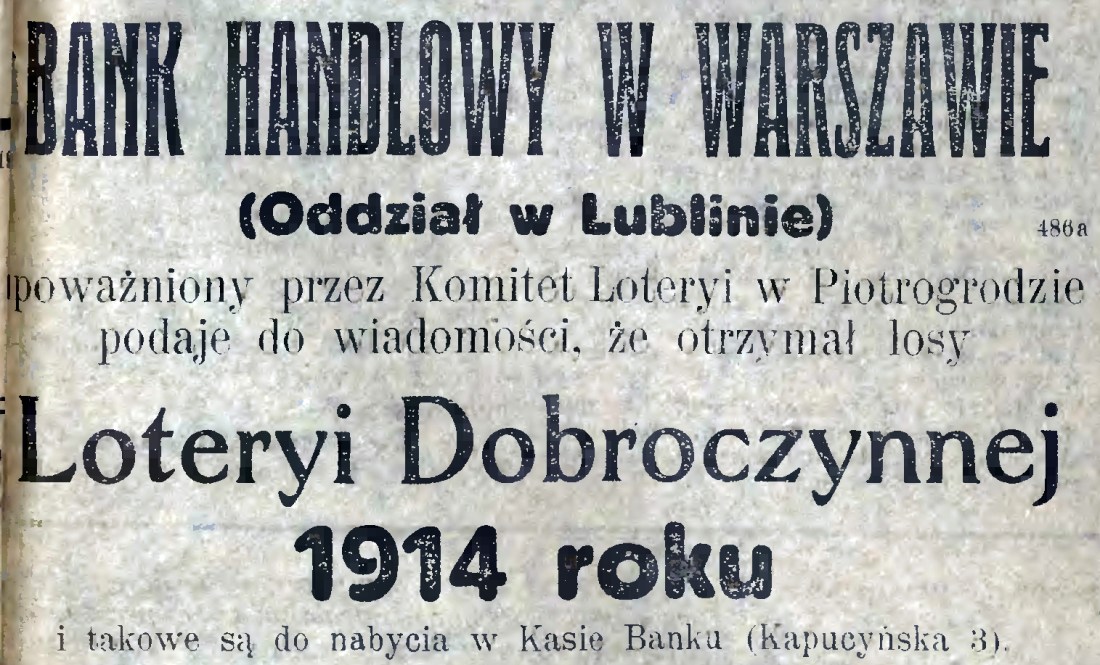 BANK HANDLOWY W WARSZAWIE
(Oddział w Lublinie)
486a
upoważniony przez Komitet Loteryi w Piotrogrodzie
podaje do wiadomości, że otrzymał losy
Loteryi Dobroczynnej
1914 roku
i takowe są do nabycia w Kasie Banku (Kapucyńska 3).